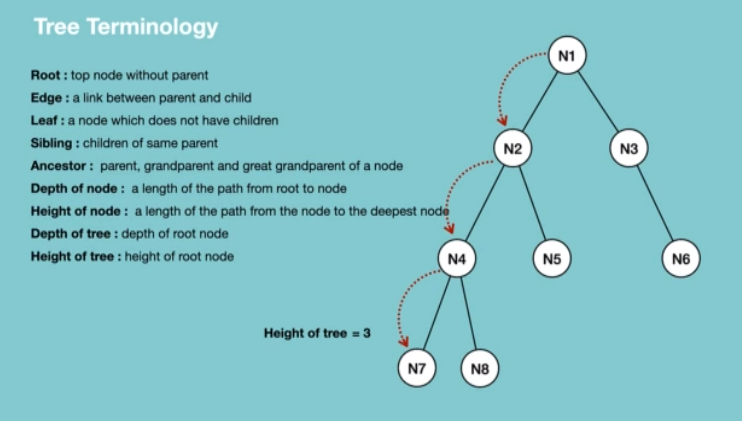 Tree Terminology
Root : top node without parent
Edge : a link between parent and child
Leaf : a node which does not have children
Sibling : children of same parent
Ancestor : parent, grandparent and great grandparent of a node
Depth of node : a length of the path from root to node
Height of node : a length of the path from the node to the deepest node
Depth of tree : depth of root node
Height of tree : height of root node
Height of tree = 3
N1
N2
N3
N4
N5
N6
N7
N8